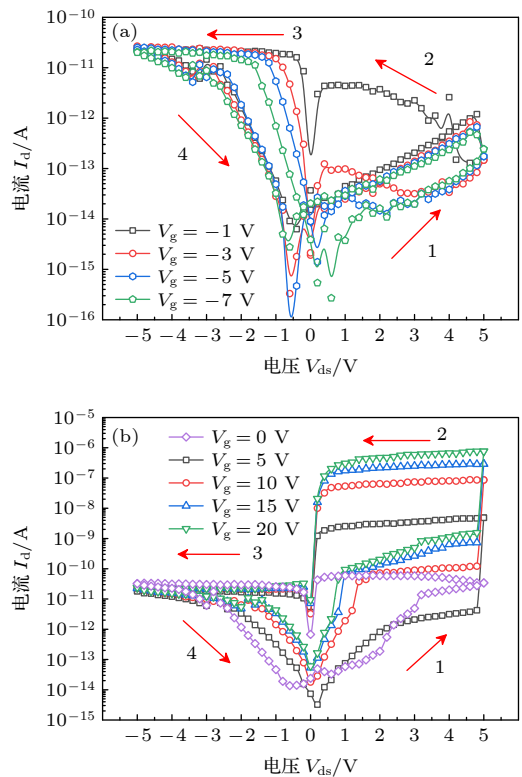 (a)
3
2
4
1
V_g = −1 V
V_g = −3 V
V_g = −5 V
V_g = −7 V
10⁻¹⁰
10⁻¹¹
10⁻¹²
10⁻¹³
10⁻¹⁴
10⁻¹⁵
10⁻¹⁶
电流 I_d/A
−5 −4 −3 −2 −1 0 1 2 3 4 5
电压 V_ds/V
(b)
V_g = 0 V
V_g = 5 V
V_g = 10 V
V_g = 15 V
V_g = 20 V
2
3
4
1
10⁻⁵
10⁻⁶
10⁻⁷
10⁻⁸
10⁻⁹
10⁻¹⁰
10⁻¹¹
10⁻¹²
10⁻¹³
10⁻¹⁴
10⁻¹⁵
电流 I_d/A
−5 −4 −3 −2 −1 0 1 2 3 4 5
电压 V_ds/V